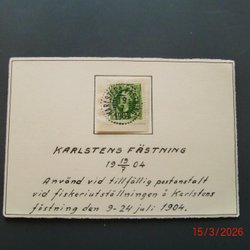 KARLSTENS FÄSTNING
19 19/7 04
Använd vid tillfällig postanstalt
vid fiskeriutställningen å Karlstens
fästning den 9-24 juli 1904.
15/3/2026